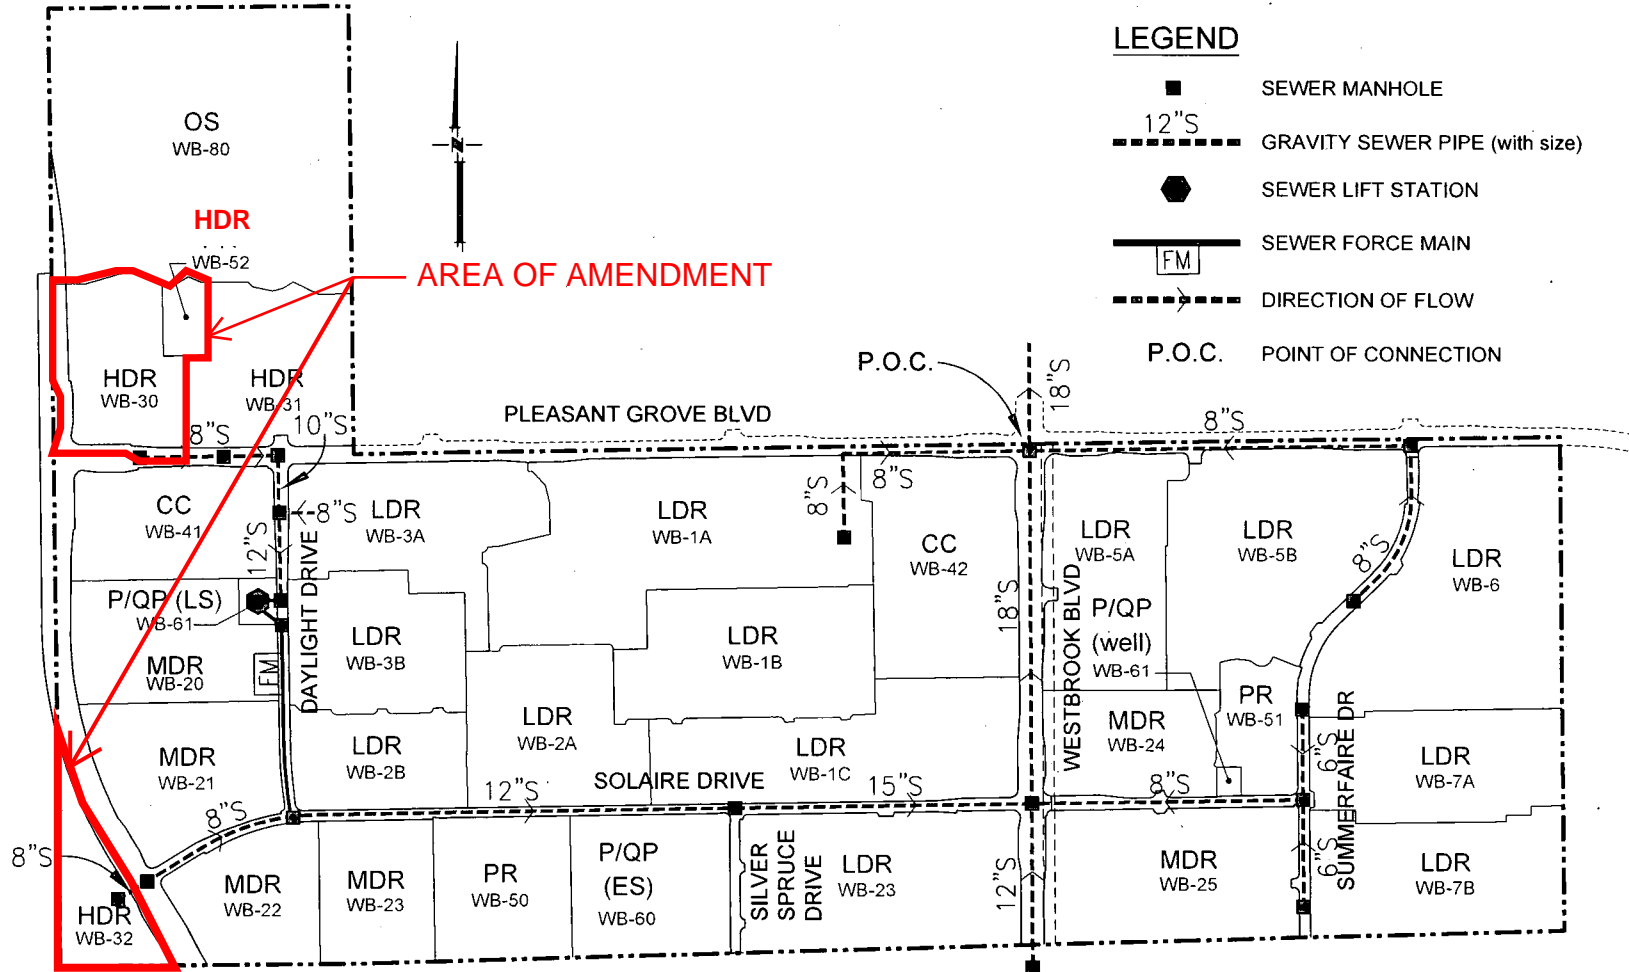 LEGEND
SEWER MANHOLE
12"S
GRAVITY SEWER PIPE (with size)
SEWER LIFT STATION
SEWER FORCE MAIN
FM
DIRECTION OF FLOW
P.O.C.
POINT OF CONNECTION
N
OS
WB-80
HDR
WB-52
AREA OF AMENDMENT
HDR
WB-30
HDR
WB-31
8"S
10"S
PLEASANT GROVE BLVD
P.O.C.
18"S
8"S
CC
WB-41
8"S
12"S
LDR
WB-3A
LDR
WB-1A
8"S
8"S
CC
WB-42
LDR
WB-5A
LDR
WB-5B
8"S
LDR
WB-6
P/QP (LS)
WB-61
MDR
WB-20
FM
DAYLIGHT DRIVE
LDR
WB-3B
LDR
WB-1B
18"S
WESTBROOK BLVD
P/QP
(well)
WB-61
PR
WB-51
MDR
WB-24
SUMMERFAIRE DR
6"S
LDR
WB-7A
MDR
WB-21
LDR
WB-2B
LDR
WB-2A
LDR
WB-1C
SOLAIRE DRIVE
12"S
15"S
8"S
8"S
8"S
HDR
WB-32
MDR
WB-22
MDR
WB-23
PR
WB-50
P/QP
(ES)
WB-60
SILVER
SPRUCE
DRIVE
LDR
WB-23
12"S
MDR
WB-25
6"S
LDR
WB-7B